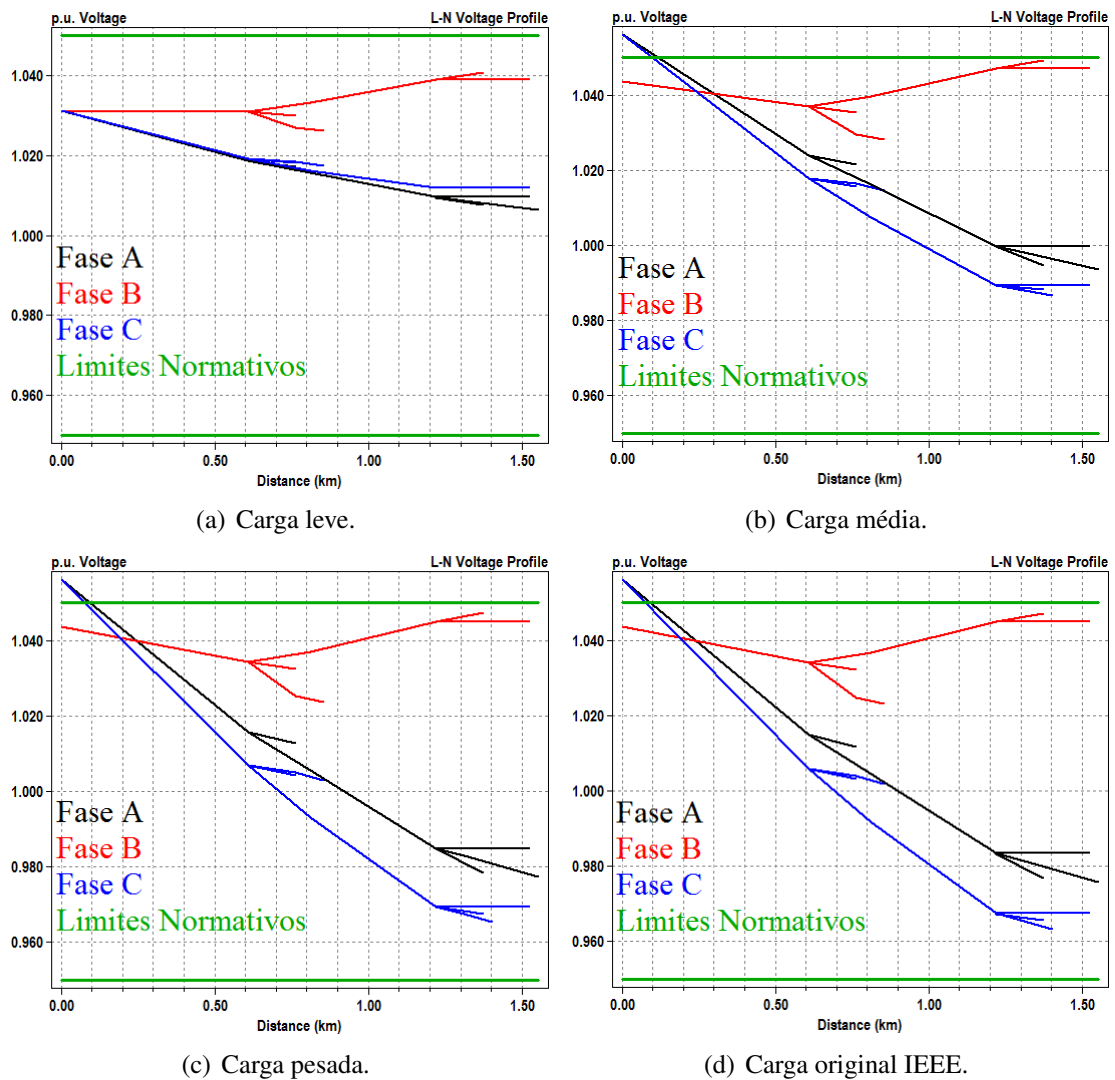 p.u. Voltage L-N Voltage Profile
1.040
1.020
1.000
0.980
0.960
Fase A
Fase B
Fase C
Limites Normativos
0.00 0.50 1.00 1.50
Distance (km)
(a) Carga leve.
p.u. Voltage L-N Voltage Profile
1.040
1.020
1.000
0.980
0.960
Fase A
Fase B
Fase C
Limites Normativos
0.00 0.50 1.00 1.50
Distance (km)
(b) Carga média.
p.u. Voltage L-N Voltage Profile
1.040
1.020
1.000
0.980
0.960
Fase A
Fase B
Fase C
Limites Normativos
0.00 0.50 1.00 1.50
Distance (km)
(c) Carga pesada.
p.u. Voltage L-N Voltage Profile
1.040
1.020
1.000
0.980
0.960
Fase A
Fase B
Fase C
Limites Normativos
0.00 0.50 1.00 1.50
Distance (km)
(d) Carga original IEEE.